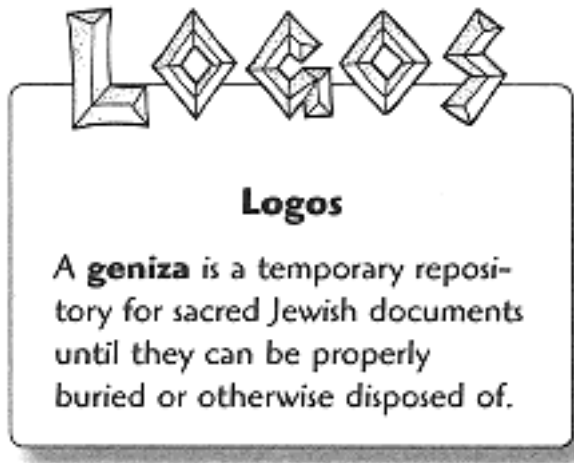 LOGOS
Logos
A geniza is a temporary reposi-
tory for sacred Jewish documents
until they can be properly
buried or otherwise disposed of.